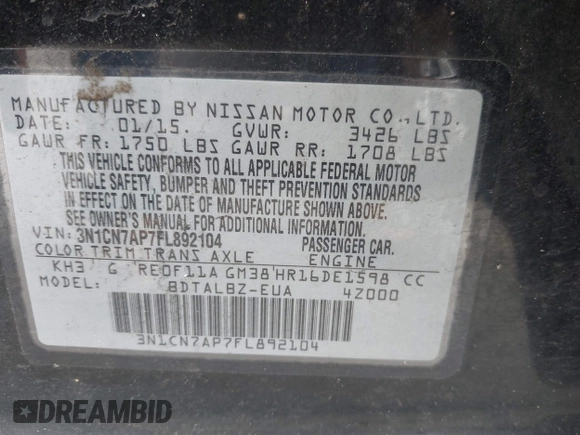 MANUFACTURED BY NISSAN MOTOR CO.,LTD.
DATE: 01/15. GVWR: 3426 LBS
GAWR FR: 1750 LBS GAWR RR: 1708 LBS
THIS VEHICLE CONFORMS TO ALL APPLICABLE FEDERAL MOTOR
VEHICLE SAFETY, BUMPER AND THEFT PREVENTION STANDARDS
IN EFFECT ON THE DATE OF MANUFACTURE SHOWN ABOVE.
SEE OWNER'S MANUAL FOR ADDITIONAL INFORMATION.
VIN: 3N1CN7AP7FL892104 PASSENGER CAR.
COLOR TRIM TRANS AXLE ENGINE
KH3 G RE0F11A GM38 HR16DE1598 CC
MODEL: BDTALBZ-EUA 4Z000
3N1CN7AP7FL892104
DREAMBID